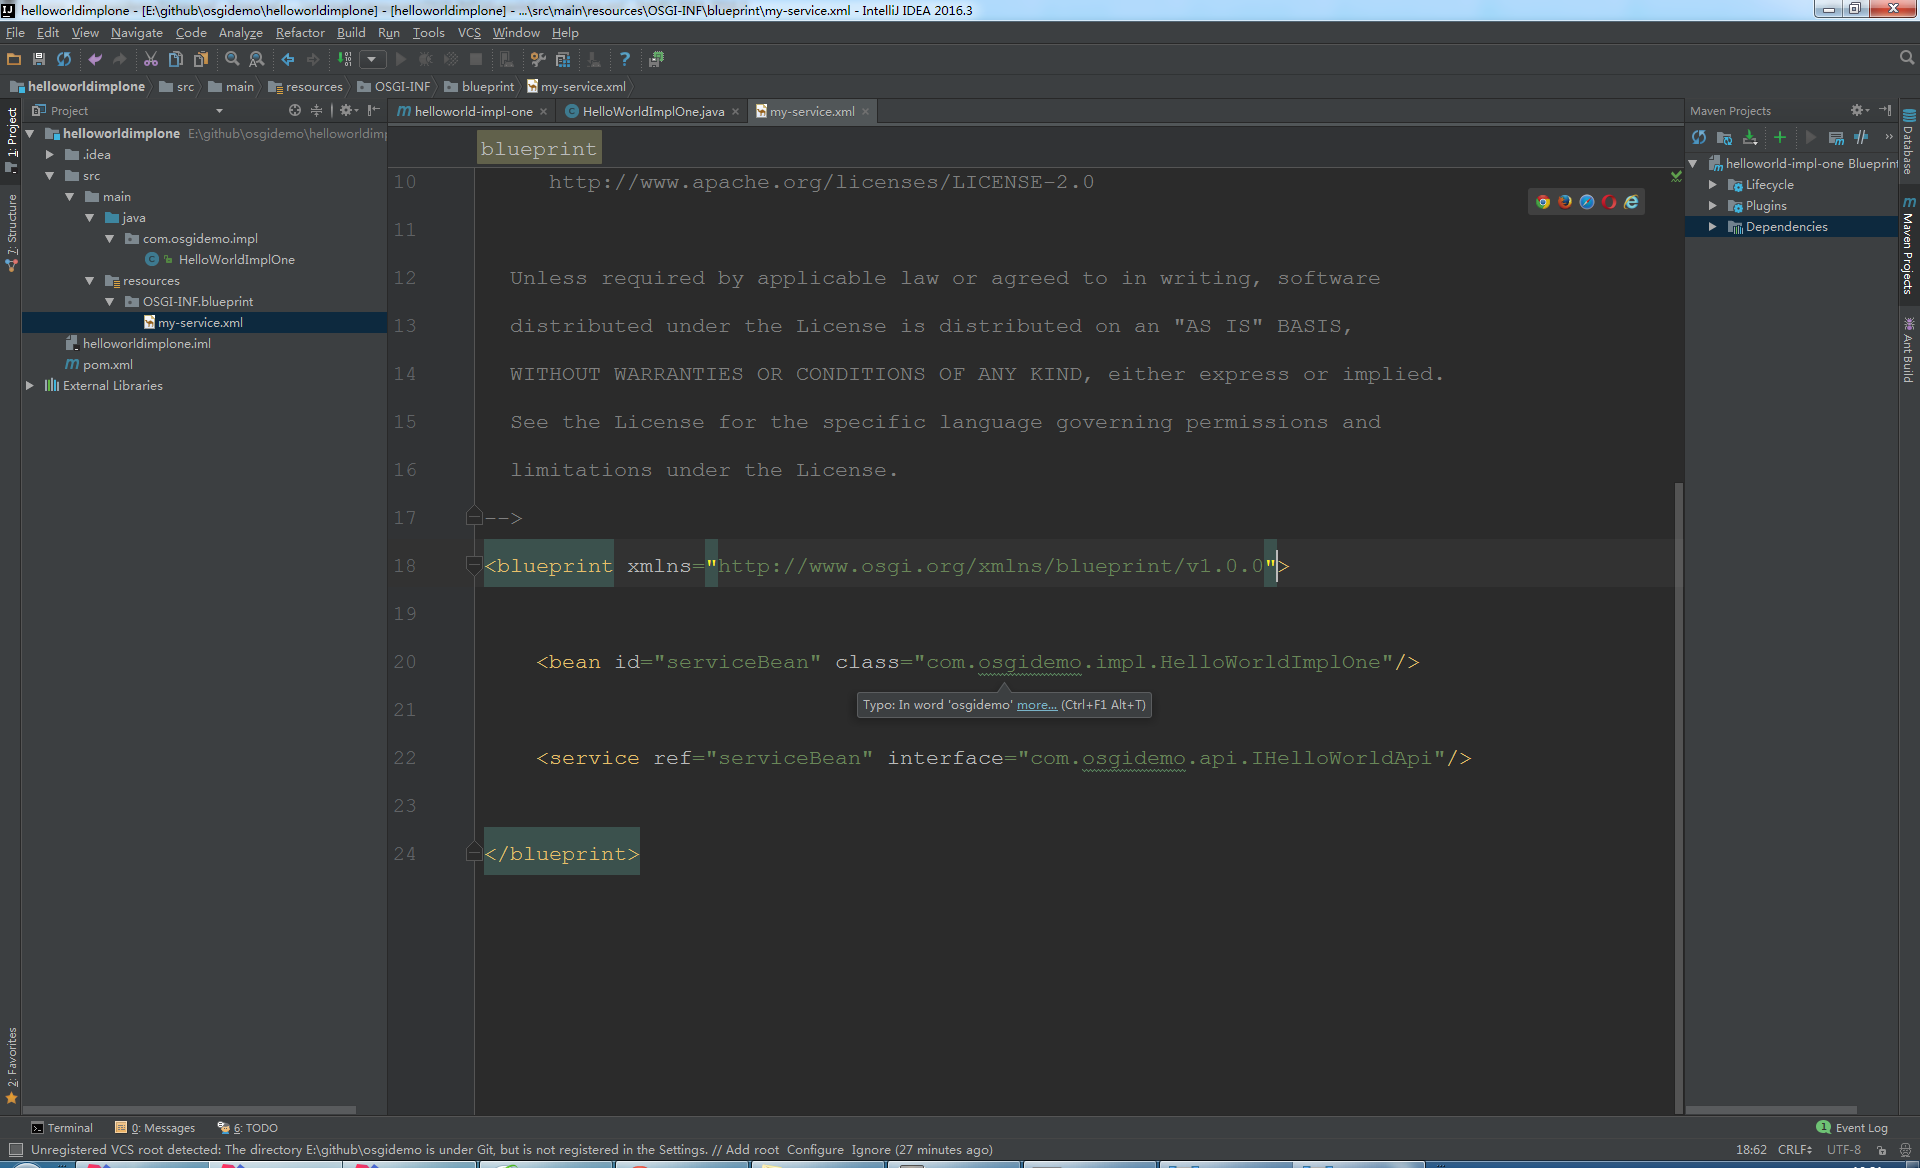 helloworldimplone - [E:\github\osgidemo\helloworldimplone] - [helloworldimplone] - ...\src\main\resources\OSGI-INF\blueprint\my-service.xml - IntelliJ IDEA 2016.3
File Edit View Navigate Code Analyze Refactor Build Run Tools VCS Window Help
helloworldimplone src main resources OSGI-INF blueprint my-service.xml
Project
helloworldimplone E:\github\osgidemo\helloworldim
.idea
src
main
java
com.osgidemo.impl
HelloWorldImplOne
resources
OSGI-INF.blueprint
my-service.xml
helloworldimplone.iml
pom.xml
External Libraries
1: Project
7: Structure
2: Favorites
helloworld-impl-one HelloWorldImplOne.java my-service.xml
blueprint
10 http://www.apache.org/licenses/LICENSE-2.0
11
12 Unless required by applicable law or agreed to in writing, software
13 distributed under the License is distributed on an "AS IS" BASIS,
14 WITHOUT WARRANTIES OR CONDITIONS OF ANY KIND, either express or implied.
15 See the License for the specific language governing permissions and
16 limitations under the License.
17 -->
18 <blueprint xmlns="http://www.osgi.org/xmlns/blueprint/v1.0.0">
19
20 <bean id="serviceBean" class="com.osgidemo.impl.HelloWorldImplOne"/>
Typo: In word 'osgidemo' more... (Ctrl+F1 Alt+T)
21
22 <service ref="serviceBean" interface="com.osgidemo.api.IHelloWorldApi"/>
23
24 </blueprint>
Maven Projects
helloworld-impl-one Blueprint
Lifecycle
Plugins
Dependencies
Database
Maven Projects
Ant Build
Terminal 0: Messages 6: TODO
1 Event Log
Unregistered VCS root detected: The directory E:\github\osgidemo is under Git, but is not registered in the Settings. // Add root Configure Ignore (27 minutes ago)
18:62 CRLF UTF-8